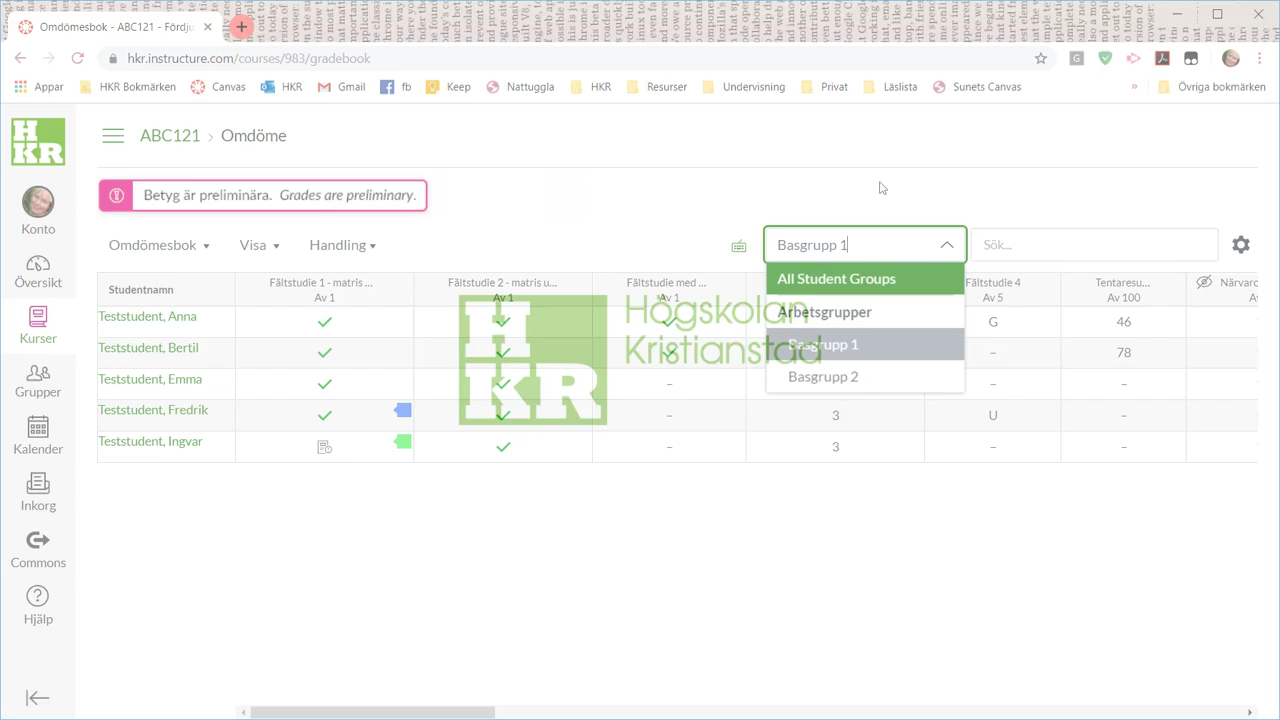 Omdömesbok - ABC121 - Fördju
hkr.instructure.com/courses/983/gradebook
Appar HKR Bokmärken Canvas HKR Gmail fb Keep Nattuggla HKR Resurser Undervisning Privat Läslista Sunets Canvas » Övriga bokmärken
HKR
ABC121 › Omdöme
Betyg är preliminära. Grades are preliminary.
Konto
Översikt
Kurser
Grupper
Kalender
Inkorg
Commons
Hjälp
Omdömesbok Visa Handling Basgrupp 1 Sök...
All Student Groups
Arbetsgrupper
Basgrupp 1
Basgrupp 2
Studentnamn
Fältstudie 1 - matris ...
Av 1
Fältstudie 2 - matris u...
Av 1
Fältstudie med ...
Av 1
Fältstudie 4
Av 5
Tentaresu...
Av 100
Närvaro
Teststudent, Anna G 46
Teststudent, Bertil – 78
Teststudent, Emma – – –
Teststudent, Fredrik – 3 U –
Teststudent, Ingvar – 3 – –
HKR
Högskolan
Kristianstad